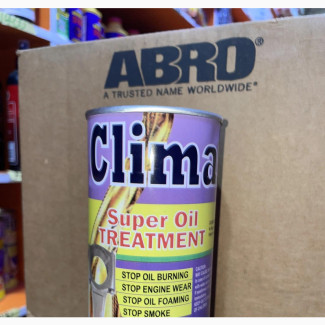 ABRO®
A TRUSTED NAME WORLDWIDE®
Clima
Super Oil
TREATMENT
STOP OIL BURNING
STOP ENGINE WEAR
STOP OIL FOAMING
STOP SMOKE